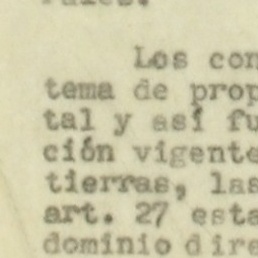 Los con
tema de prop
tal y así fu
ción vigente
tierras, las
art. 27 esta
dominio dire